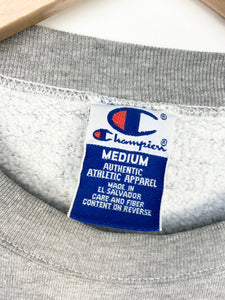 ®
Champion®
MEDIUM
AUTHENTIC
ATHLETIC APPAREL
MADE IN
EL SALVADOR
CARE AND FIBER
CONTENT ON REVERSE